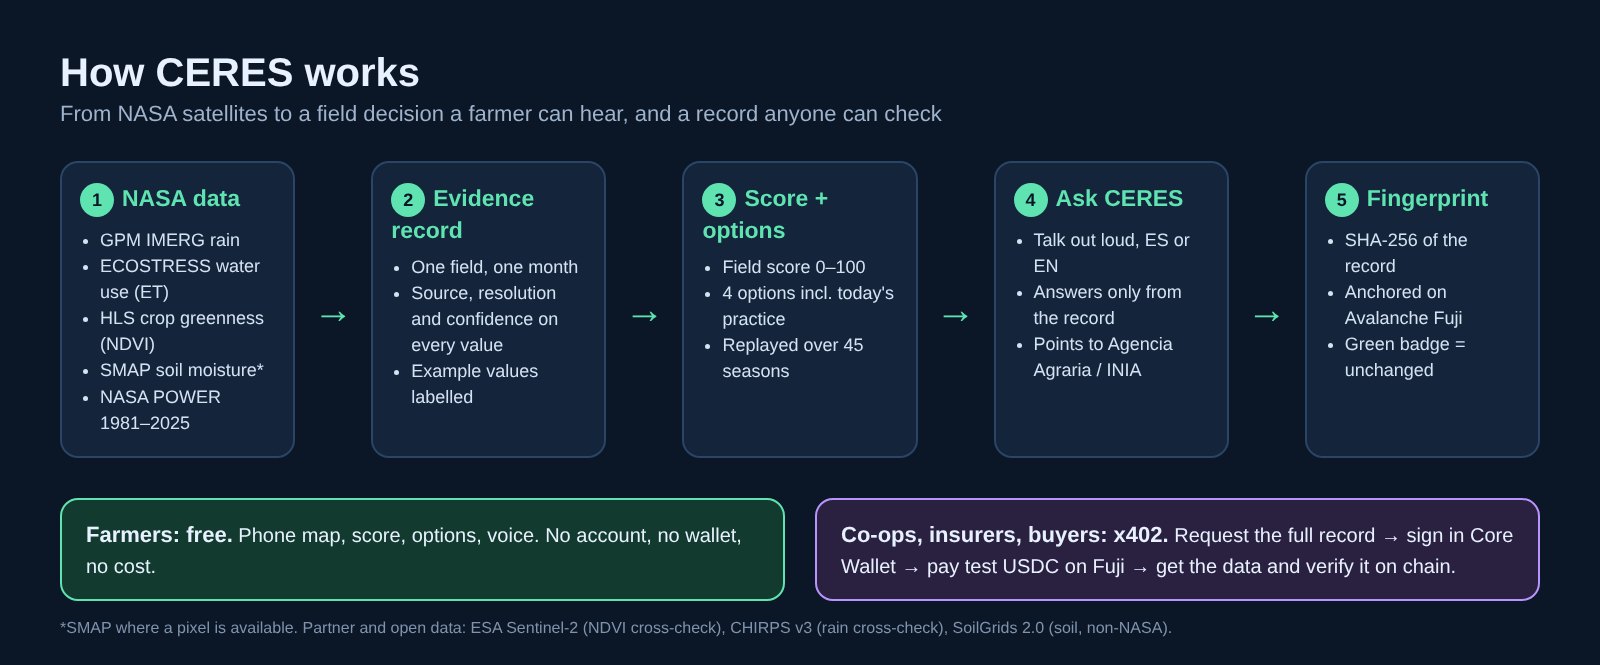 How CERES works
From NASA satellites to a field decision a farmer can hear, and a record anyone can check
1 NASA data
• GPM IMERG rain
• ECOSTRESS water
use (ET)
• HLS crop greenness
(NDVI)
• SMAP soil moisture*
• NASA POWER
1981–2025
→
2 Evidence
record
• One field, one month
• Source, resolution
and confidence on
every value
• Example values
labelled
→
3 Score +
options
• Field score 0–100
• 4 options incl. today's
practice
• Replayed over 45
seasons
→
4 Ask CERES
• Talk out loud, ES or
EN
• Answers only from
the record
• Points to Agencia
Agraria / INIA
→
5 Fingerprint
• SHA-256 of the
record
• Anchored on
Avalanche Fuji
• Green badge =
unchanged
Farmers: free. Phone map, score, options, voice. No account, no wallet,
no cost.
Co-ops, insurers, buyers: x402. Request the full record → sign in Core
Wallet → pay test USDC on Fuji → get the data and verify it on chain.
*SMAP where a pixel is available. Partner and open data: ESA Sentinel-2 (NDVI cross-check), CHIRPS v3 (rain cross-check), SoilGrids 2.0 (soil, non-NASA).